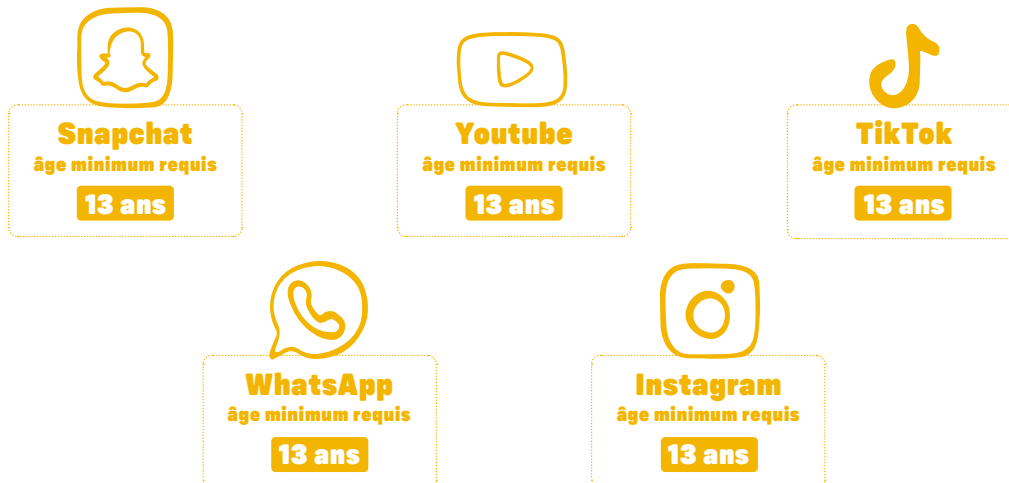 Snapchat
âge minimum requis
13 ans
Youtube
âge minimum requis
13 ans
TikTok
âge minimum requis
13 ans
WhatsApp
âge minimum requis
13 ans
Instagram
âge minimum requis
13 ans